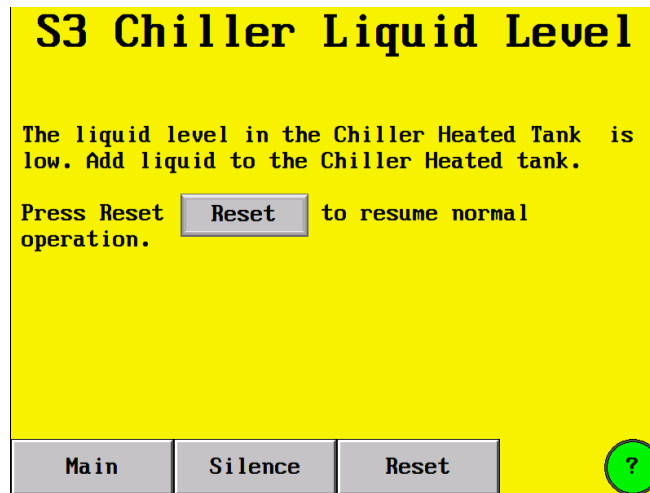 S3 Chiller Liquid Level
The liquid level in the Chiller Heated Tank is
low. Add liquid to the Chiller Heated tank.
Press Reset Reset to resume normal
operation.
Main Silence Reset ?